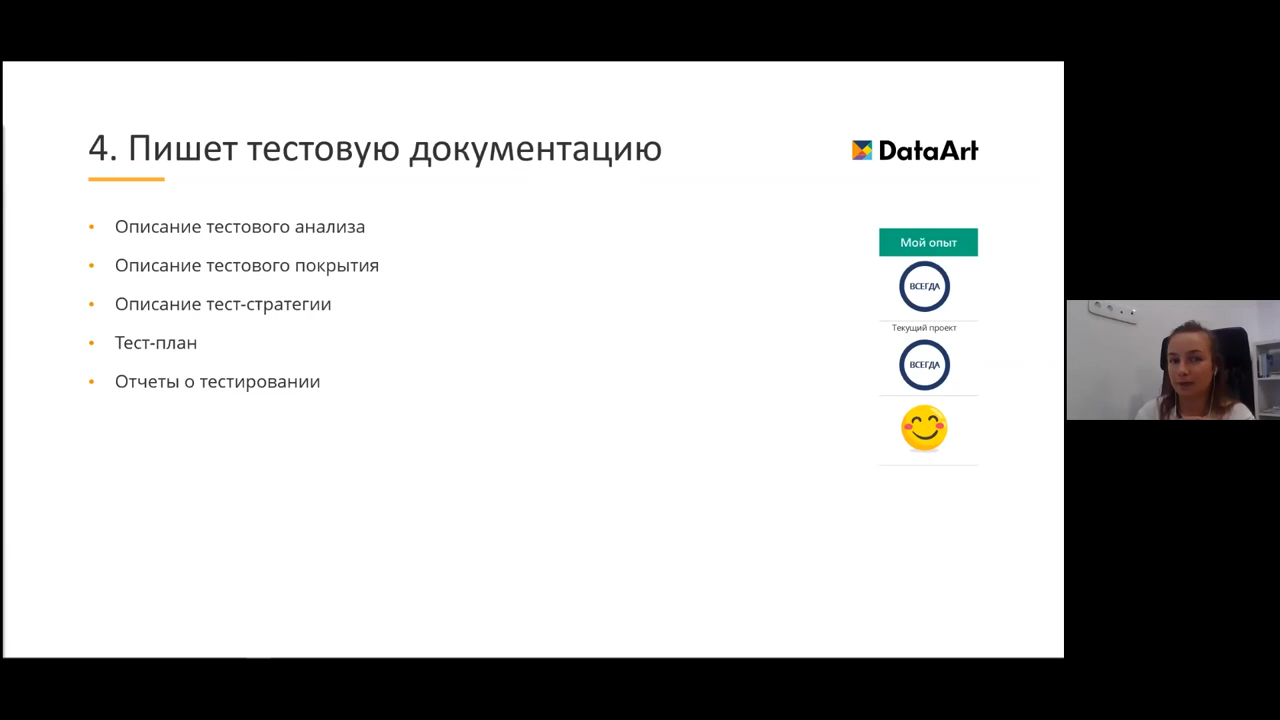 4. Пишет тестовую документацию
DataArt
• Описание тестового анализа
• Описание тестового покрытия
• Описание тест-стратегии
• Тест-план
• Отчеты о тестировании
Мой опыт
ВСЕГДА
Текущий проект
ВСЕГДА